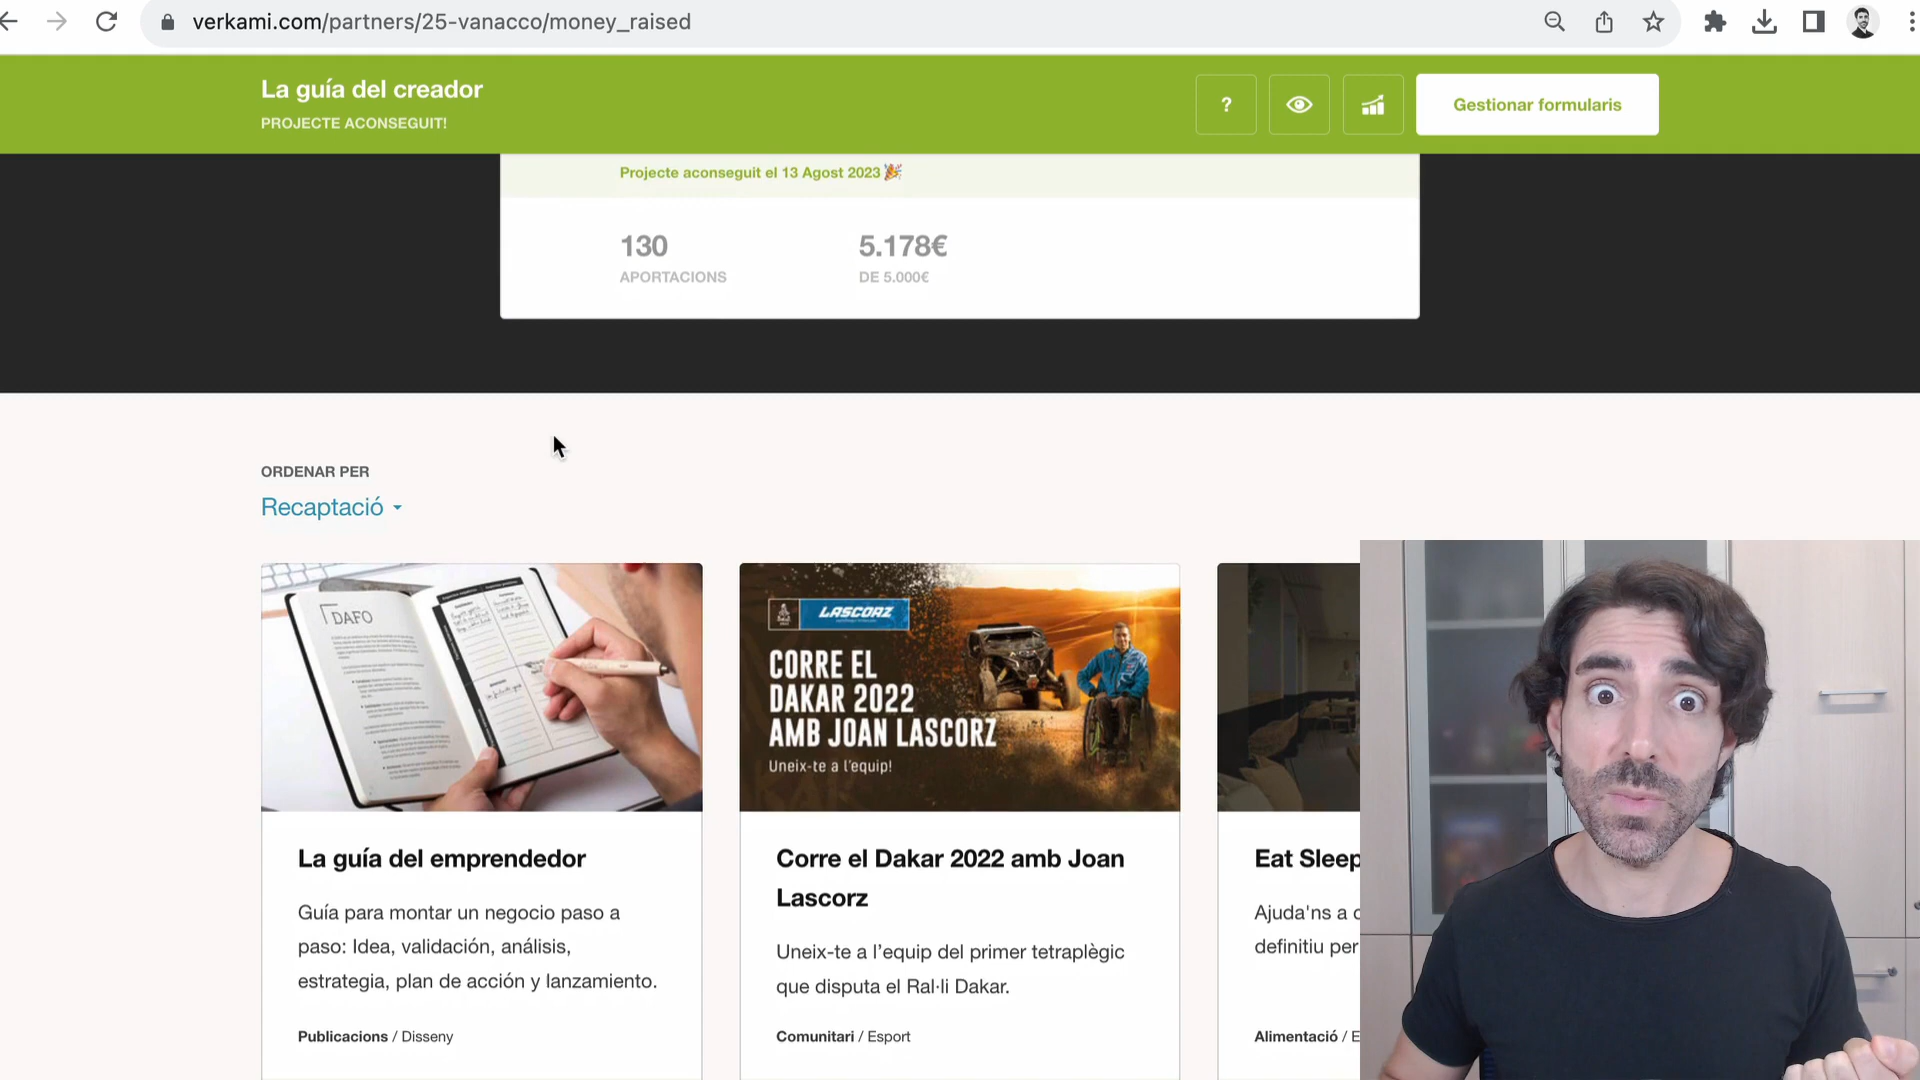 verkami.com/partners/25-vanacco/money_raised
La guía del creador
PROJECTE ACONSEGUIT!
?
Gestionar formularis
Projecte aconseguit el 13 Agost 2023 🎉
130
APORTACIONS
5.178€
DE 5.000€
ORDENAR PER
Recaptació
DAFO
LASCORZ
CORRE EL
DAKAR 2022
AMB JOAN LASCORZ
Uneix-te a l'equip!
La guía del emprendedor
Guía para montar un negocio paso a
paso: Idea, validación, análisis,
estrategia, plan de acción y lanzamiento.
Publicacions / Disseny
Corre el Dakar 2022 amb Joan
Lascorz
Uneix-te a l’equip del primer tetraplègic
que disputa el Ral·li Dakar.
Comunitari / Esport
Eat Sleep
Ajuda'ns a
definitiu per
Alimentació / E